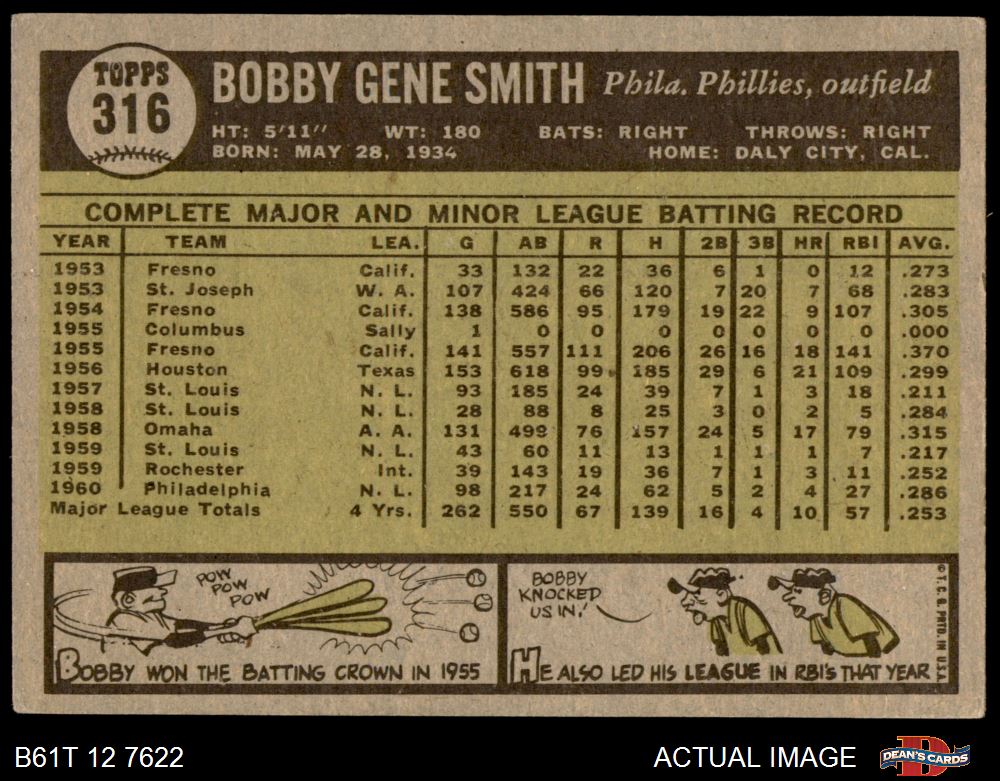 TOPPS
316
BOBBY GENE SMITH Phila. Phillies, outfield
HT: 5'11" WT: 180 BATS: RIGHT THROWS: RIGHT
BORN: MAY 28, 1934 HOME: DALY CITY, CAL.
COMPLETE MAJOR AND MINOR LEAGUE BATTING RECORD
YEAR TEAM LEA. G AB R H 2B 3B HR RBI AVG.
1953 Fresno Calif. 33 132 22 36 6 1 0 12 .273
1953 St. Joseph W. A. 107 424 66 120 7 20 7 68 .283
1954 Fresno Calif. 138 586 95 179 19 22 9 107 .305
1955 Columbus Sally 1 0 0 0 0 0 0 0 .000
1955 Fresno Calif. 141 557 111 206 26 16 18 141 .370
1956 Houston Texas 153 618 99 185 29 6 21 109 .299
1957 St. Louis N. L. 93 185 24 39 7 1 3 18 .211
1958 St. Louis N. L. 28 88 8 25 3 0 2 5 .284
1958 Omaha A. A. 131 499 76 157 24 5 17 79 .315
1959 St. Louis N. L. 43 60 11 13 1 1 1 7 .217
1959 Rochester Int. 39 143 19 36 7 1 3 11 .252
1960 Philadelphia N. L. 98 217 24 62 5 2 4 27 .286
Major League Totals 4 Yrs. 262 550 67 139 16 4 10 57 .253
POW
POW
POW
BOBBY WON THE BATTING CROWN IN 1955
BOBBY
KNOCKED
US IN!
HE ALSO LED HIS LEAGUE IN RBI'S THAT YEAR
© T. C. G. PRTD. IN U.S.A.
B61T 12 7622 ACTUAL IMAGE
DEAN'S CARDS